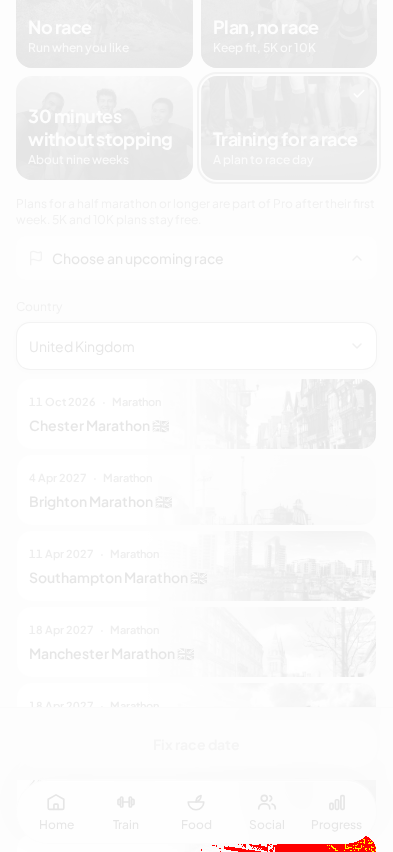 No race
Run when you like
Plan, no race
Keep fit, 5K or 10K
30 minutes
without stopping
About nine weeks
Training for a race
A plan to race day
Plans for a half marathon or longer are part of Pro after their first
week. 5K and 10K plans stay free.
Choose an upcoming race
Country
United Kingdom
11 Oct 2026 · Marathon
Chester Marathon 🇬🇧
4 Apr 2027 · Marathon
Brighton Marathon 🇬🇧
11 Apr 2027 · Marathon
Southampton Marathon 🇬🇧
18 Apr 2027 · Marathon
Manchester Marathon 🇬🇧
18 Apr 2027 · Marathon
Fix race date
Home
Train
Food
Social
Progress